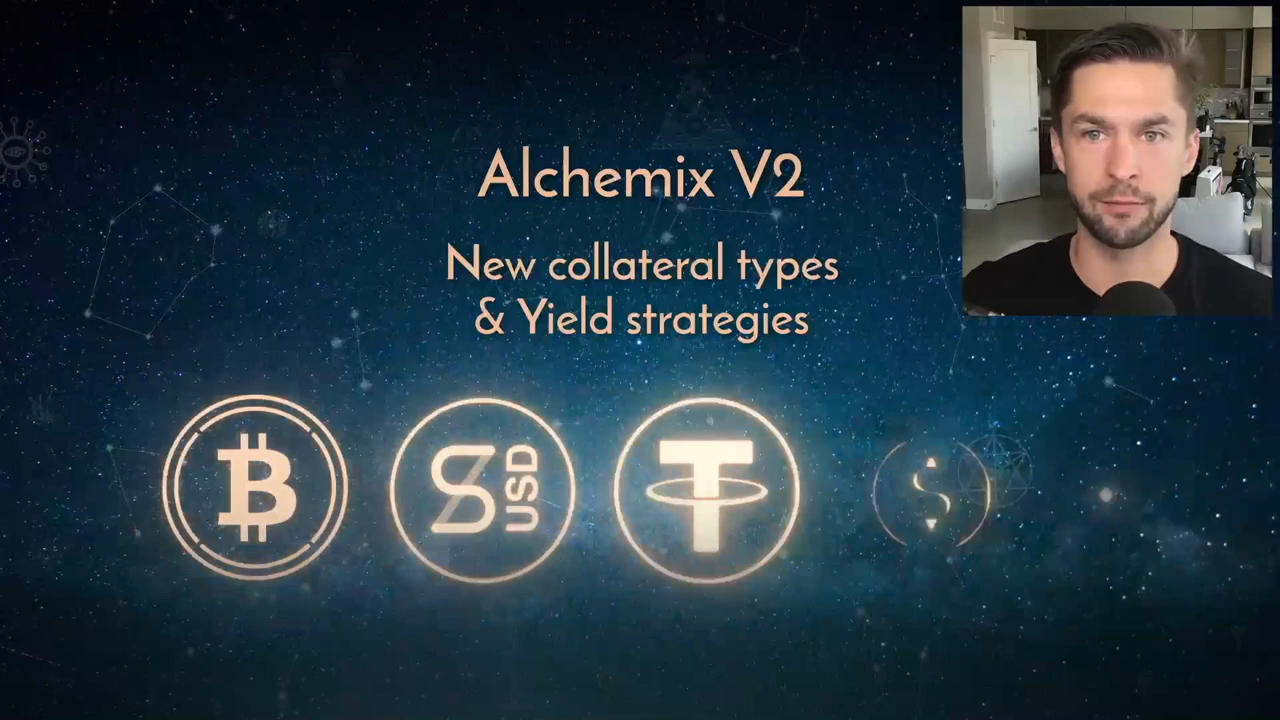 Alchemix V2
New collateral types
& Yield strategies
B
S USD
T
$